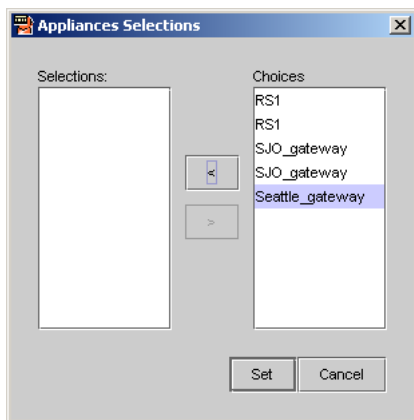 Appliances Selections
Selections:
Choices
RS1
RS1
SJO_gateway
SJO_gateway
Seattle_gateway
<
>
Set
Cancel